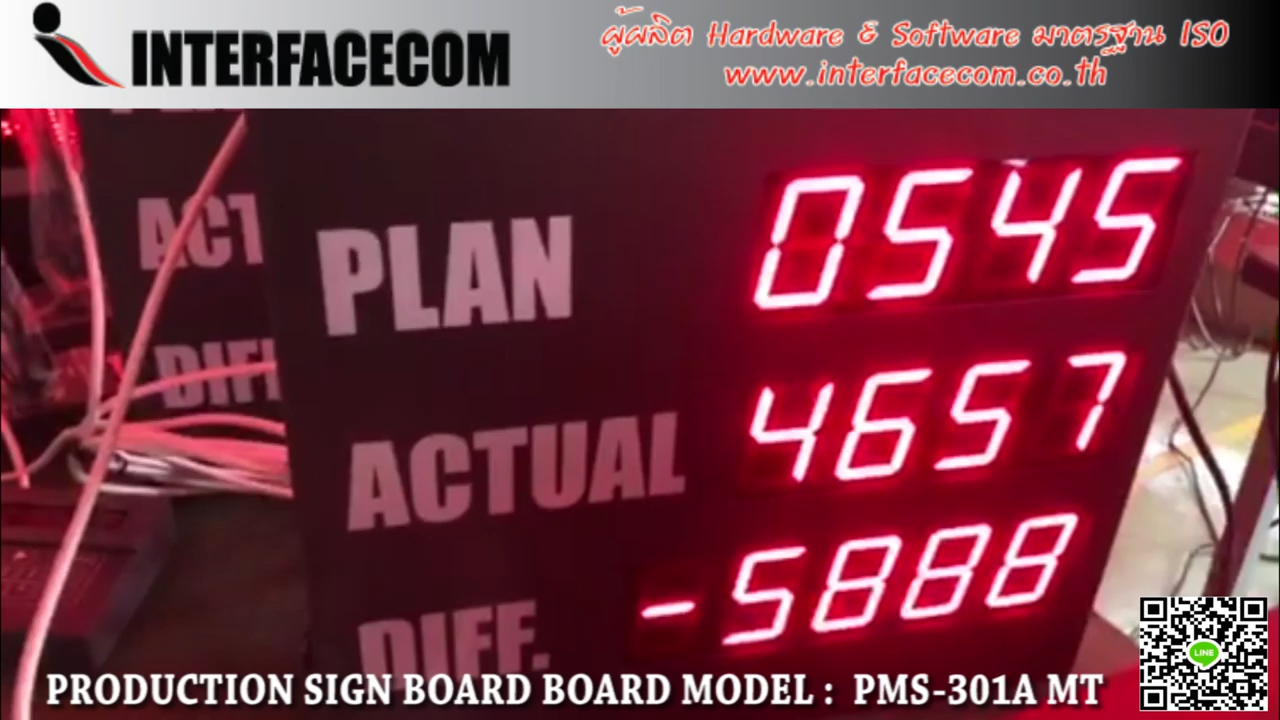 INTERFACECOM
ผู้ผลิต Hardware & Software มาตรฐาน ISO
www.interfacecom.co.th
ACT
DIF
PLAN 0545
ACTUAL 4657
DIFF. -5888
PRODUCTION SIGN BOARD BOARD MODEL : PMS-301A MT
LINE